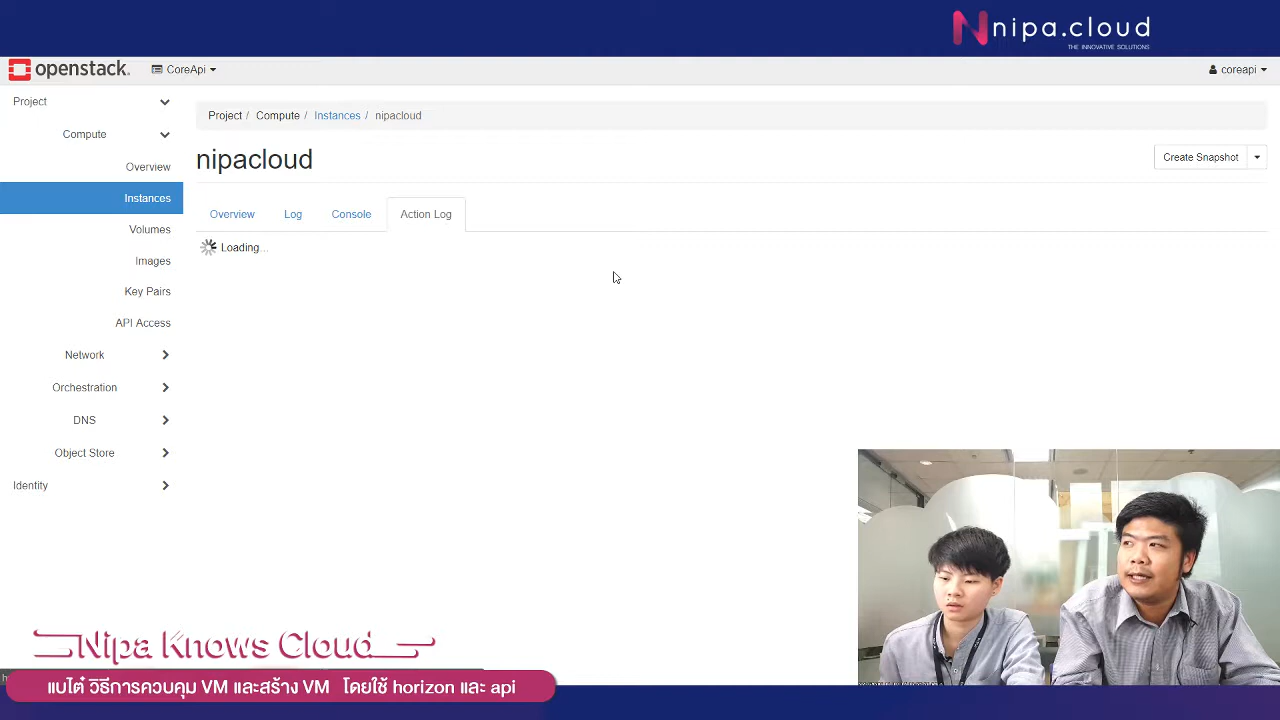 nipa.cloud
THE INNOVATIVE SOLUTIONS
openstack.
CoreApi
coreapi
Project
Compute
Overview
Instances
Volumes
Images
Key Pairs
API Access
Network
Orchestration
DNS
Object Store
Identity
Project / Compute / Instances / nipacloud
nipacloud
Create Snapshot
Overview Log Console Action Log
Loading...
Nipa Knows Cloud
แบไต๋ วิธีการควบคุม VM และสร้าง VM โดยใช้ horizon และ api